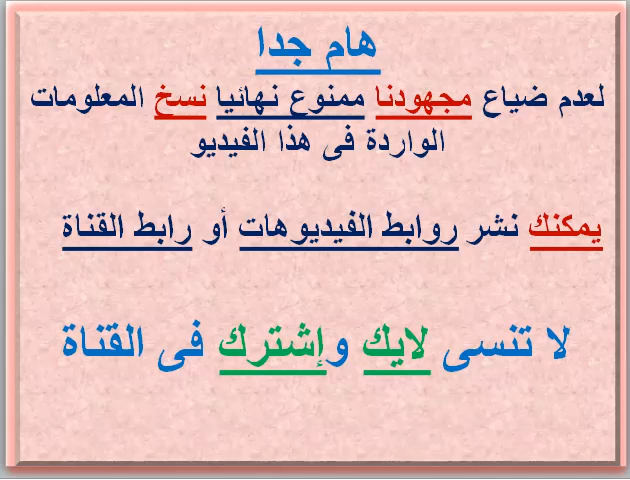 هام جدا
لعدم ضياع مجهودنا ممنوع نهائيا نسخ المعلومات
الواردة فى هذا الفيديو
يمكنك نشر روابط الفيديوهات أو رابط القناة
لا تنسى لايك وإشترك فى القناة